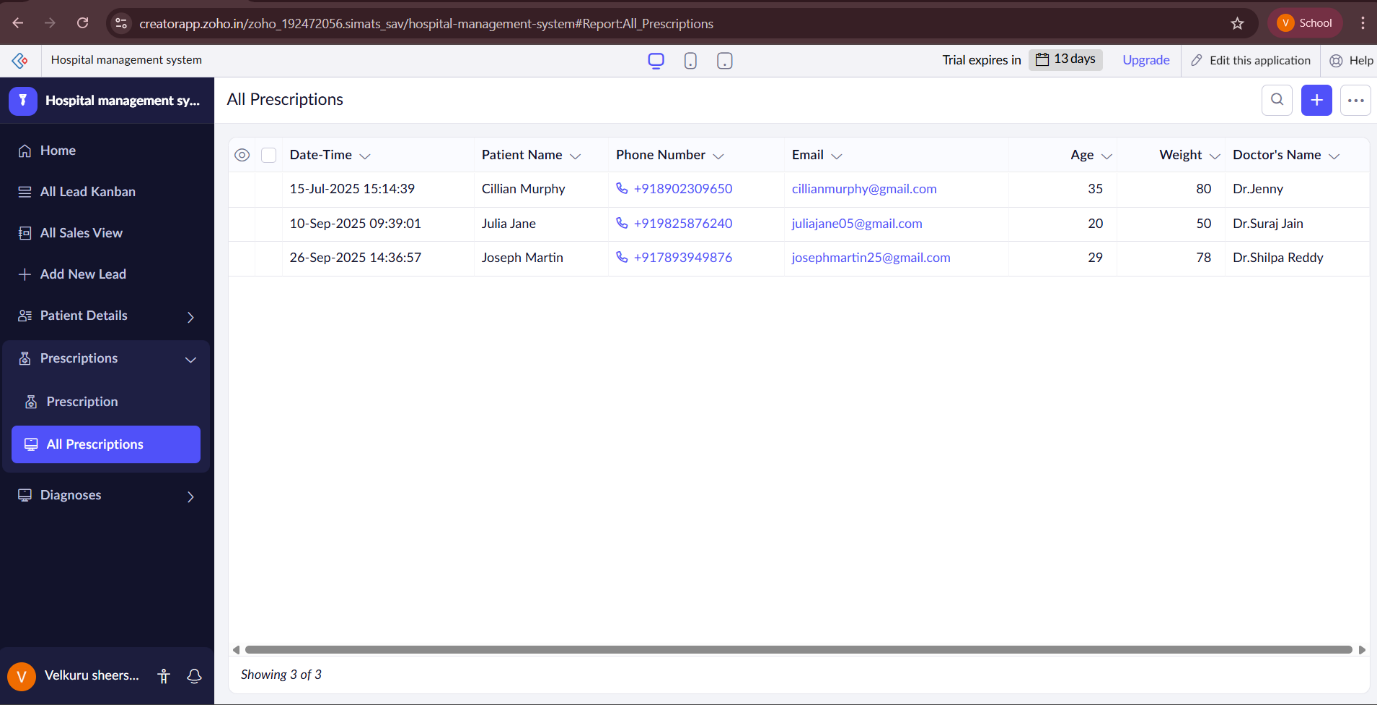 creatorapp.zoho.in/zoho_192472056.simats_sav/hospital-management-system#Report:All_Prescriptions
V School
Hospital management system
Trial expires in 13 days Upgrade Edit this application Help
Hospital management sy...
Home
All Lead Kanban
All Sales View
Add New Lead
Patient Details
Prescriptions
Prescription
All Prescriptions
Diagnoses
V Velkuru sheers...
All Prescriptions
Date-Time Patient Name Phone Number Email Age Weight Doctor's Name
15-Jul-2025 15:14:39 Cillian Murphy +918902309650 cillianmurphy@gmail.com 35 80 Dr.Jenny
10-Sep-2025 09:39:01 Julia Jane +919825876240 juliajane05@gmail.com 20 50 Dr.Suraj Jain
26-Sep-2025 14:36:57 Joseph Martin +917893949876 josephmartin25@gmail.com 29 78 Dr.Shilpa Reddy
Showing 3 of 3